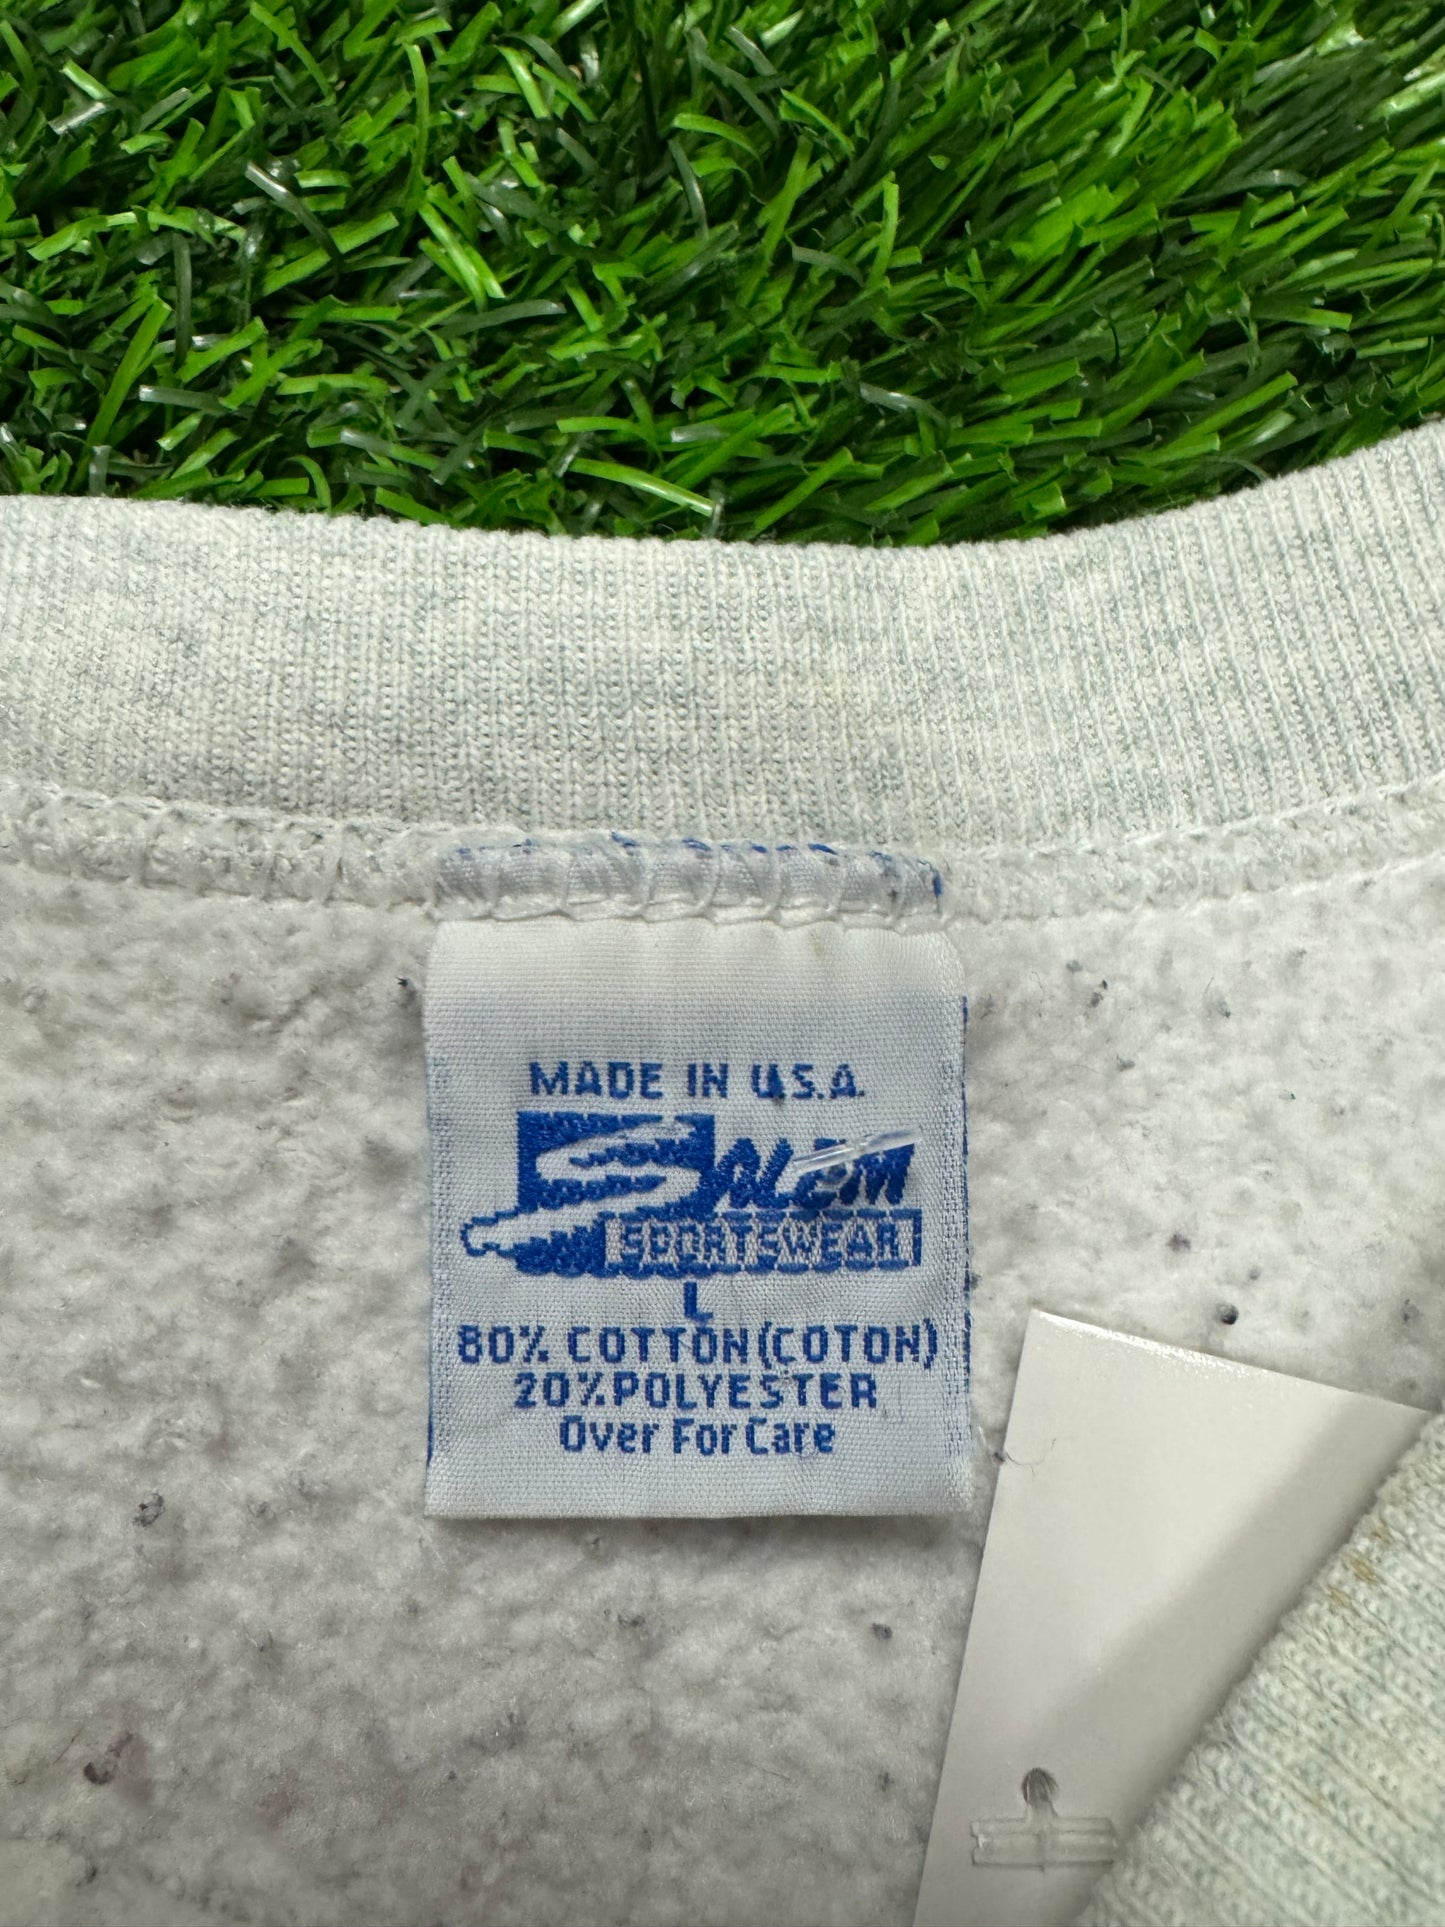 MADE IN U.S.A.
SALEM
SPORTSWEAR
L
80% COTTON(COTON)
20%POLYESTER
Over For Care